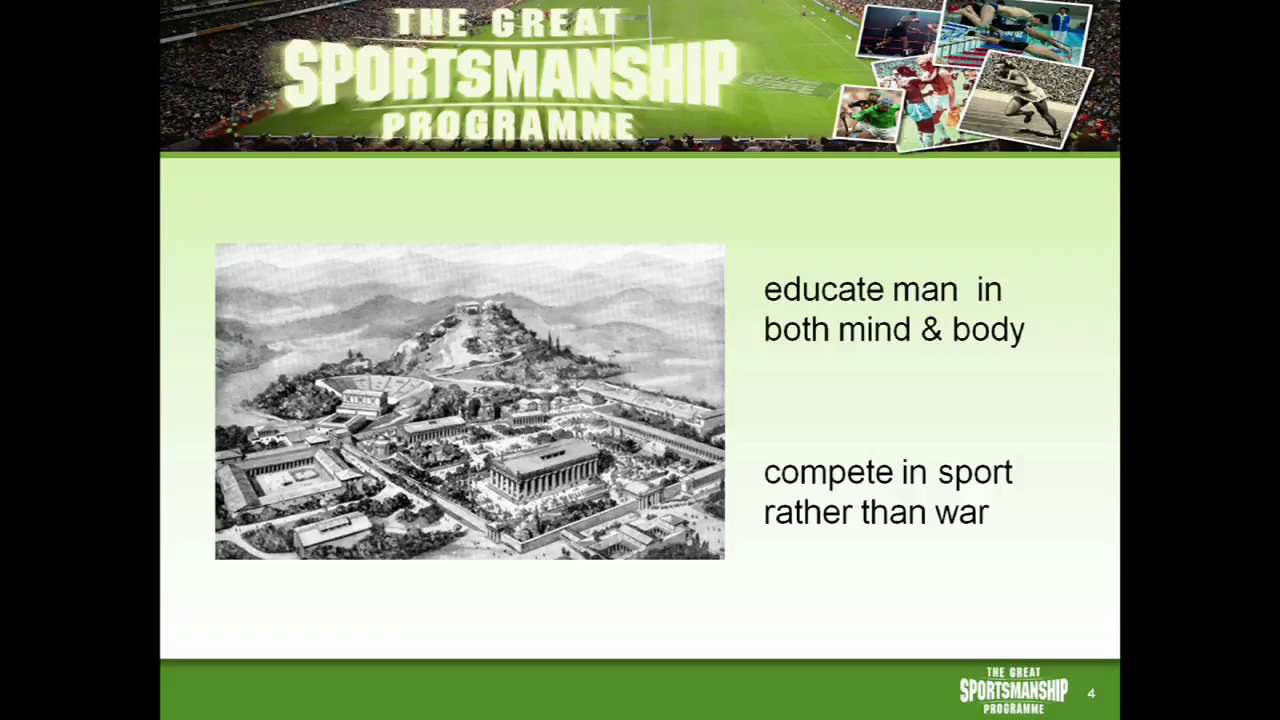 THE GREAT
SPORTSMANSHIP
PROGRAMME
educate man in
both mind & body
compete in sport
rather than war
THE GREAT
SPORTSMANSHIP
PROGRAMME
4